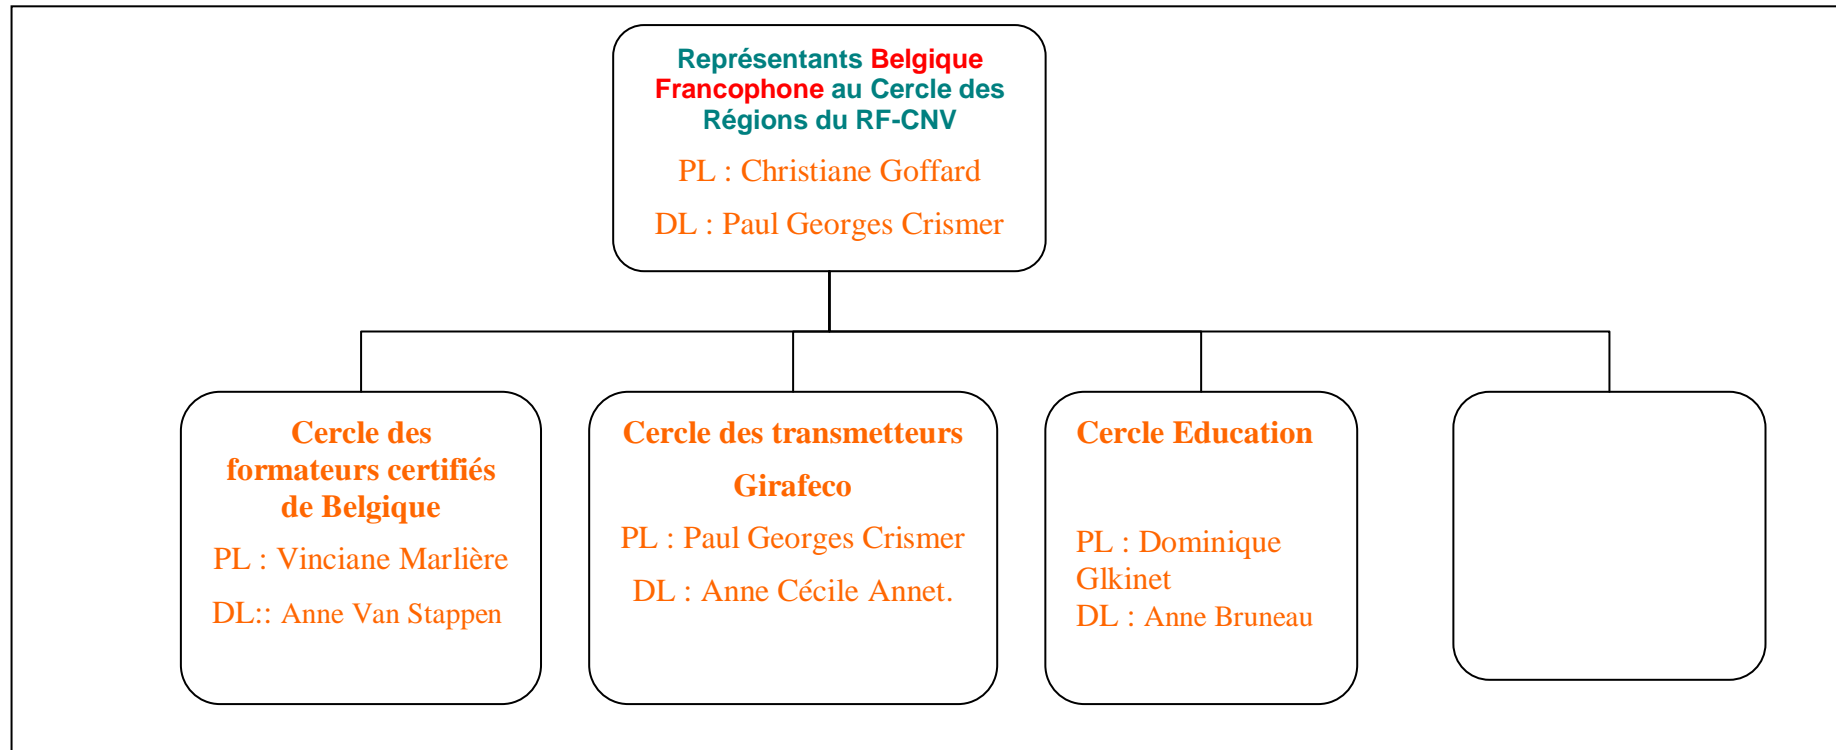 Représentants Belgique
Francophone au Cercle des
Régions du RF-CNV
PL : Christiane Goffard
DL : Paul Georges Crismer
Cercle des
formateurs certifiés
de Belgique
PL : Vinciane Marlière
DL:: Anne Van Stappen
Cercle des transmetteurs
Girafeco
PL : Paul Georges Crismer
DL : Anne Cécile Annet.
Cercle Education
PL : Dominique
Glkinet
DL : Anne Bruneau